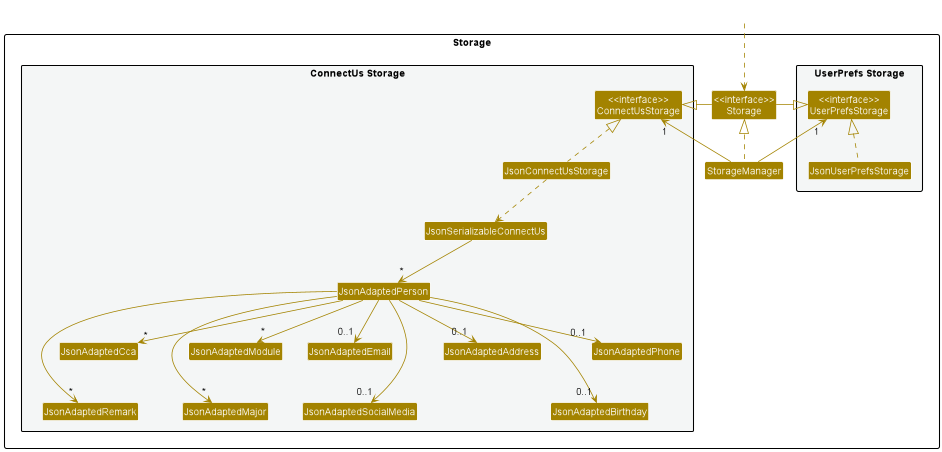 Storage
ConnectUs Storage
UserPrefs Storage
<<interface>>
ConnectUsStorage
<<interface>>
Storage
<<interface>>
UserPrefsStorage
1
1
JsonConnectUsStorage
StorageManager
JsonUserPrefsStorage
JsonSerializableConnectUs
*
JsonAdaptedPerson
*
*
0..1
0..1
0..1
JsonAdaptedCca
JsonAdaptedModule
JsonAdaptedEmail
JsonAdaptedAddress
JsonAdaptedPhone
*
*
0..1
0..1
JsonAdaptedRemark
JsonAdaptedMajor
JsonAdaptedSocialMedia
JsonAdaptedBirthday